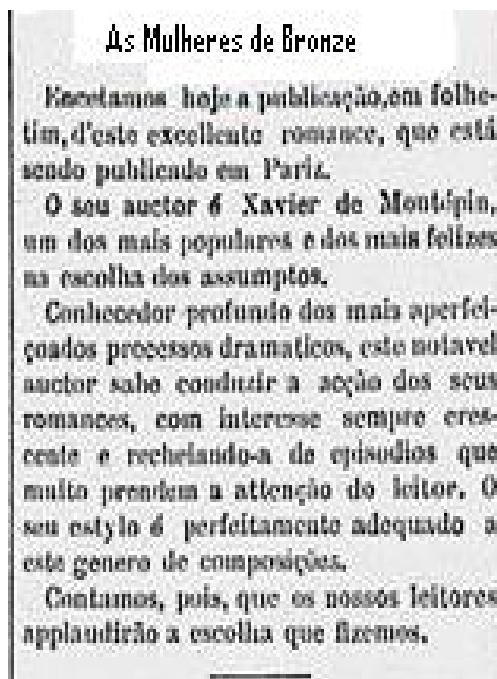 As Mulheres de Bronze
Encetamos hoje a publicação, em folhe-
tim, d'este excellente romance, que está
sendo publicado em Pariz.
O seu auctor é Xavier de Montépin,
um dos mais populares e dos mais felizes
na escolha dos assumptos.
Conhecedor profundo dos mais aperfei-
çoados processos dramaticos, este notavel
auctor sabe conduzir a acção dos seus
romances, com interesse sempre cres-
cente e recheiando-a de episodios que
muito prendem a attenção do leitor. O
seu estylo é perfeitamente adequado a
este genero de composições.
Contamos, pois, que os nossos leitores
applaudirão a escolha que fizemos.